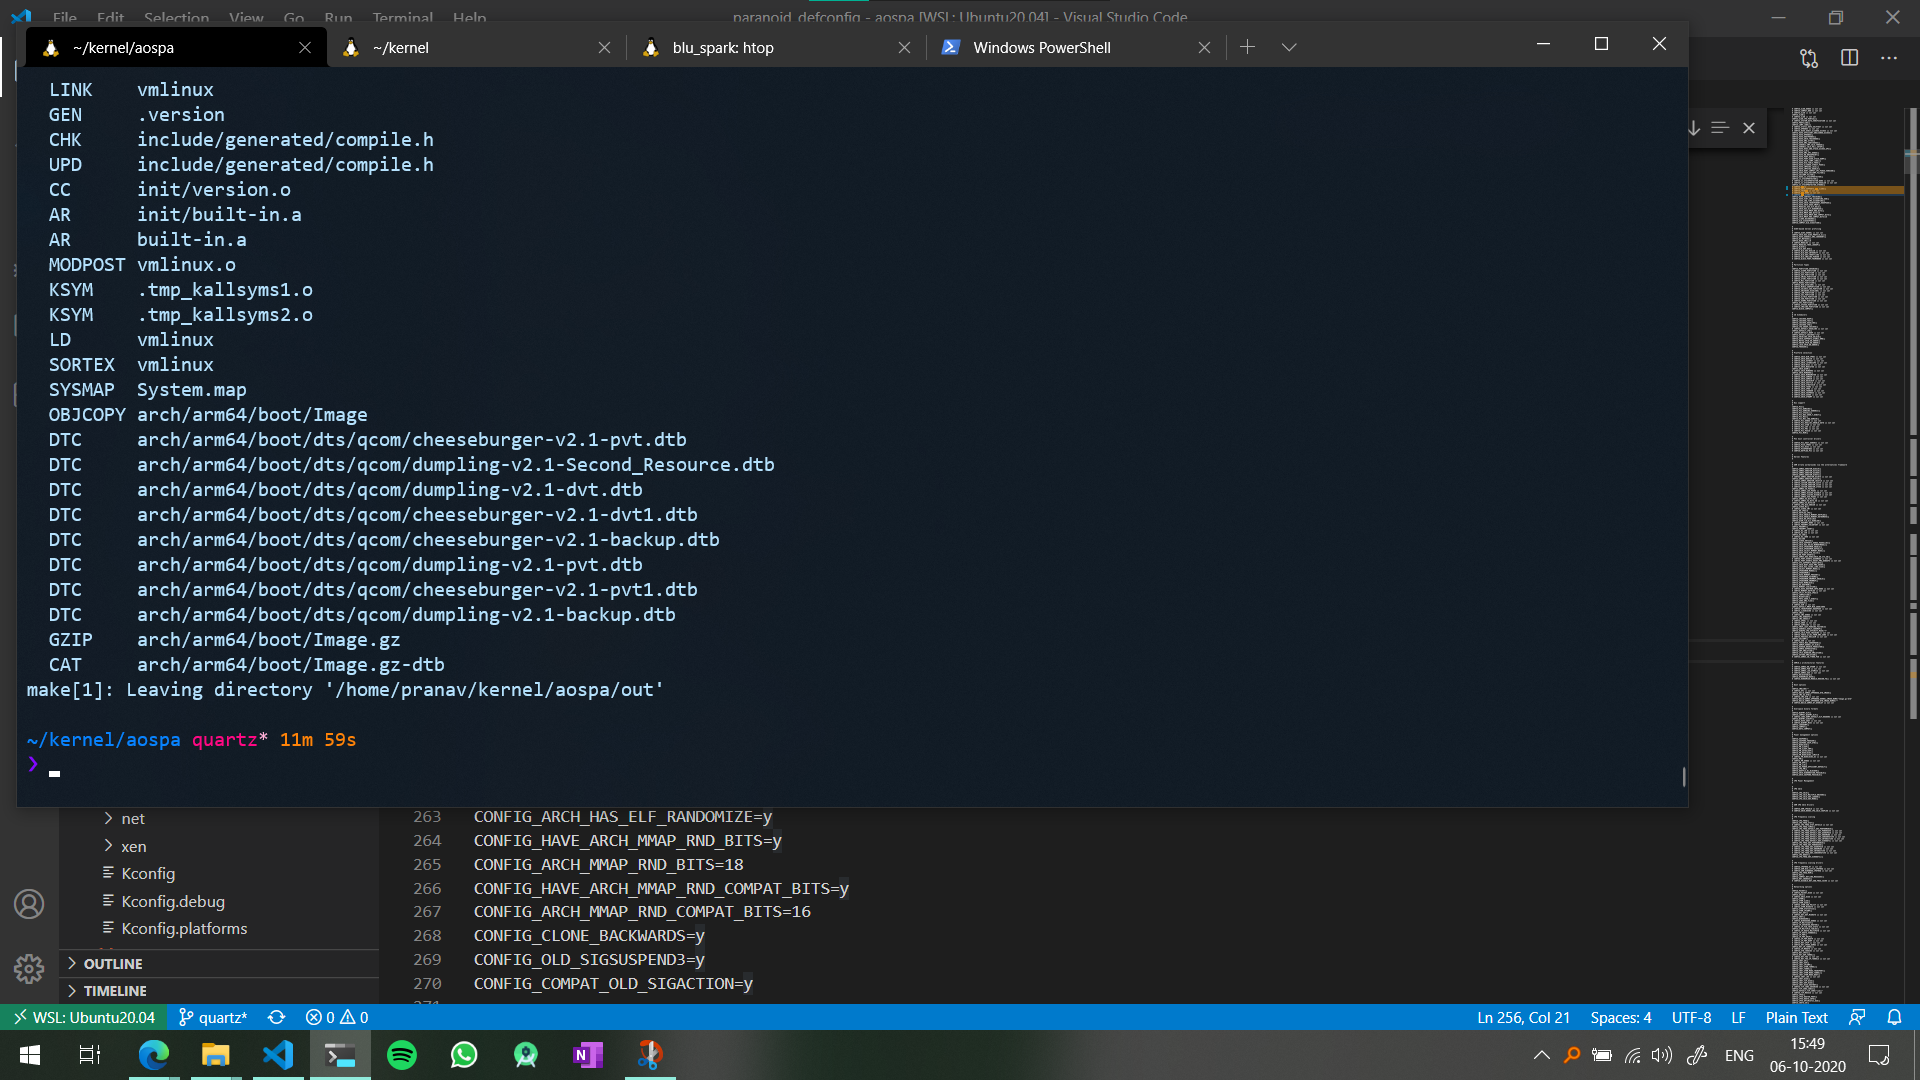 File Edit Selection View Go Run Terminal Help
paranoid_defconfig - aospa [WSL: Ubuntu20.04] - Visual Studio Code
~/kernel/aospa
~/kernel
blu_spark: htop
Windows PowerShell
LINK vmlinux
GEN .version
CHK include/generated/compile.h
UPD include/generated/compile.h
CC init/version.o
AR init/built-in.a
AR built-in.a
MODPOST vmlinux.o
KSYM .tmp_kallsyms1.o
KSYM .tmp_kallsyms2.o
LD vmlinux
SORTEX vmlinux
SYSMAP System.map
OBJCOPY arch/arm64/boot/Image
DTC arch/arm64/boot/dts/qcom/cheeseburger-v2.1-pvt.dtb
DTC arch/arm64/boot/dts/qcom/dumpling-v2.1-Second_Resource.dtb
DTC arch/arm64/boot/dts/qcom/dumpling-v2.1-dvt.dtb
DTC arch/arm64/boot/dts/qcom/cheeseburger-v2.1-dvt1.dtb
DTC arch/arm64/boot/dts/qcom/cheeseburger-v2.1-backup.dtb
DTC arch/arm64/boot/dts/qcom/dumpling-v2.1-pvt.dtb
DTC arch/arm64/boot/dts/qcom/cheeseburger-v2.1-pvt1.dtb
DTC arch/arm64/boot/dts/qcom/dumpling-v2.1-backup.dtb
GZIP arch/arm64/boot/Image.gz
CAT arch/arm64/boot/Image.gz-dtb
make[1]: Leaving directory '/home/pranav/kernel/aospa/out'
~/kernel/aospa quartz* 11m 59s
❯
net
xen
Kconfig
Kconfig.debug
Kconfig.platforms
OUTLINE
TIMELINE
263 CONFIG_ARCH_HAS_ELF_RANDOMIZE=y
264 CONFIG_HAVE_ARCH_MMAP_RND_BITS=y
265 CONFIG_ARCH_MMAP_RND_BITS=18
266 CONFIG_HAVE_ARCH_MMAP_RND_COMPAT_BITS=y
267 CONFIG_ARCH_MMAP_RND_COMPAT_BITS=16
268 CONFIG_CLONE_BACKWARDS=y
269 CONFIG_OLD_SIGSUSPEND3=y
270 CONFIG_COMPAT_OLD_SIGACTION=y
271
WSL: Ubuntu20.04 quartz* 0 0 Ln 256, Col 21 Spaces: 4 UTF-8 LF Plain Text
ENG
15:49
06-10-2020